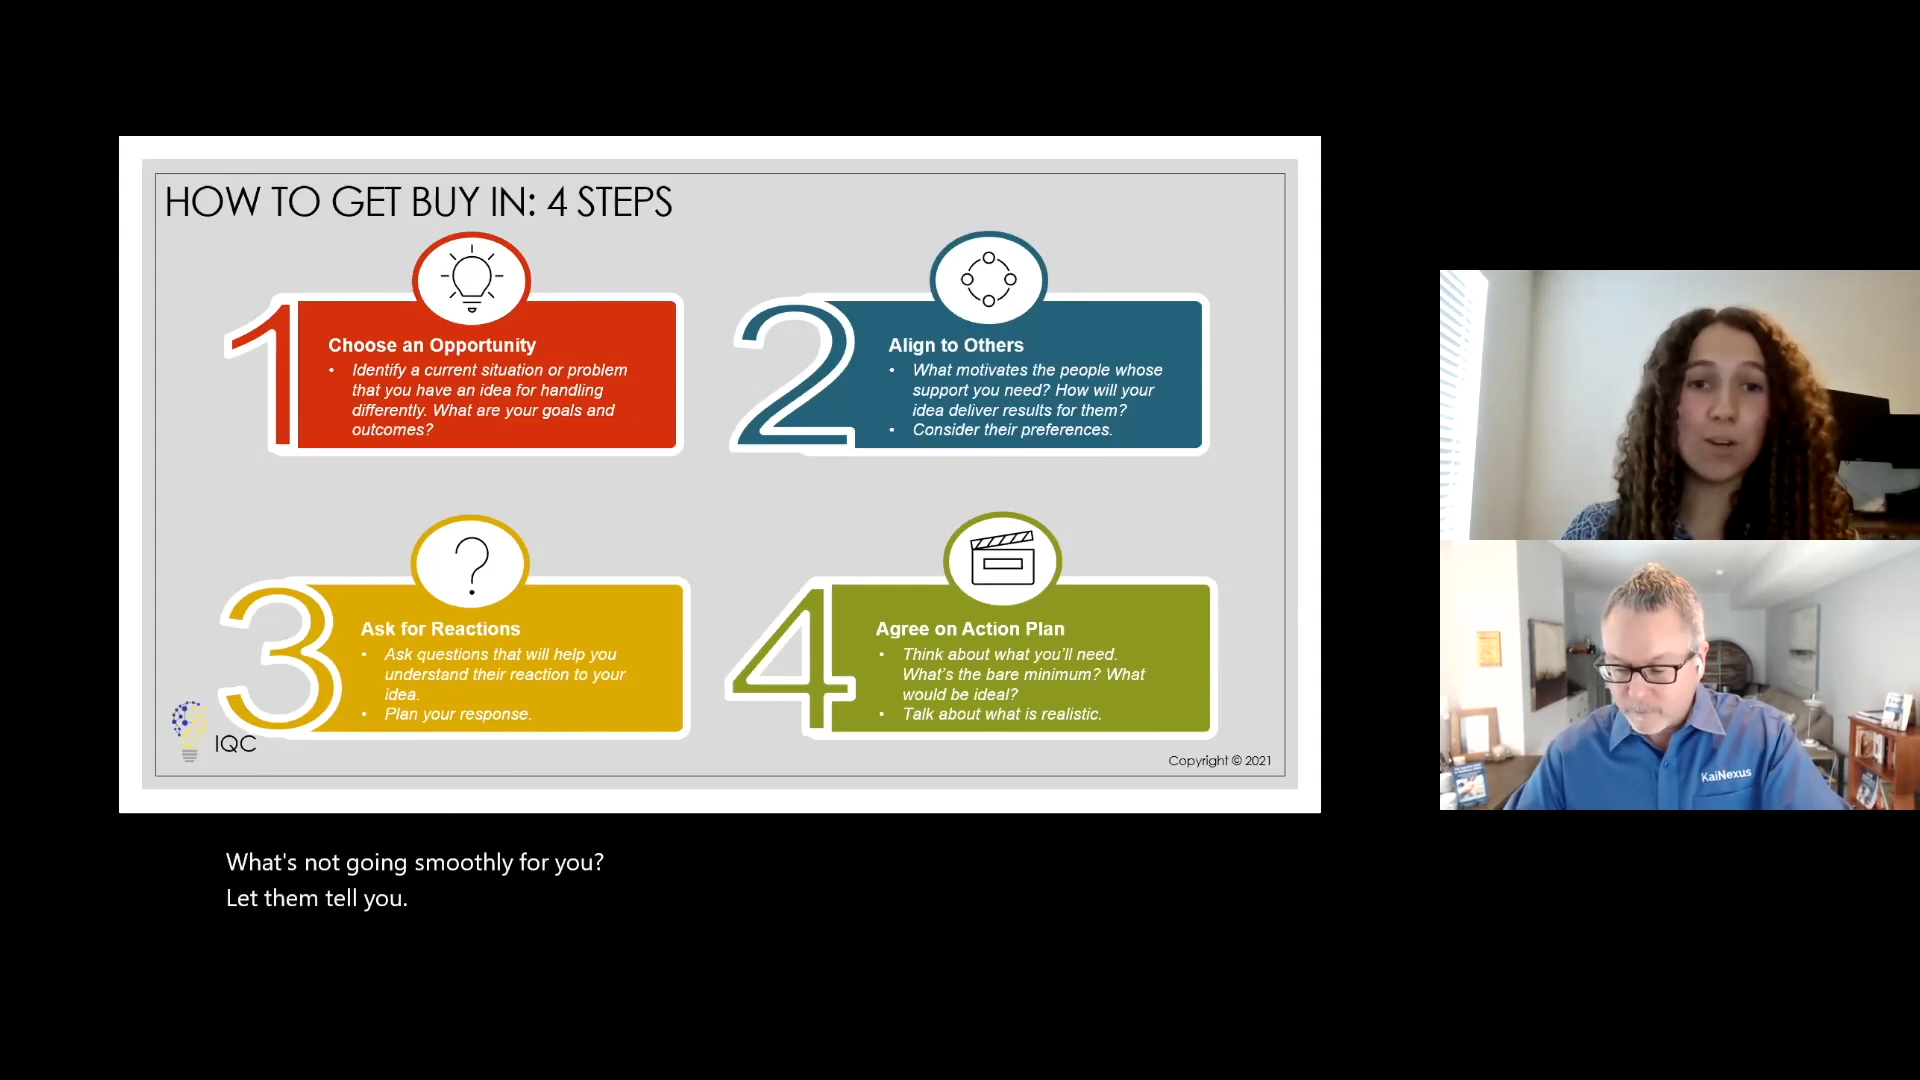 HOW TO GET BUY IN: 4 STEPS
1
Choose an Opportunity
• Identify a current situation or problem
that you have an idea for handling
differently. What are your goals and
outcomes?
2
Align to Others
• What motivates the people whose
support you need? How will your
idea deliver results for them?
• Consider their preferences.
3
Ask for Reactions
• Ask questions that will help you
understand their reaction to your
idea.
• Plan your response.
4
Agree on Action Plan
• Think about what you'll need.
What's the bare minimum? What
would be ideal?
• Talk about what is realistic.
IQC
Copyright © 2021
KaiNexus
What's not going smoothly for you?
Let them tell you.